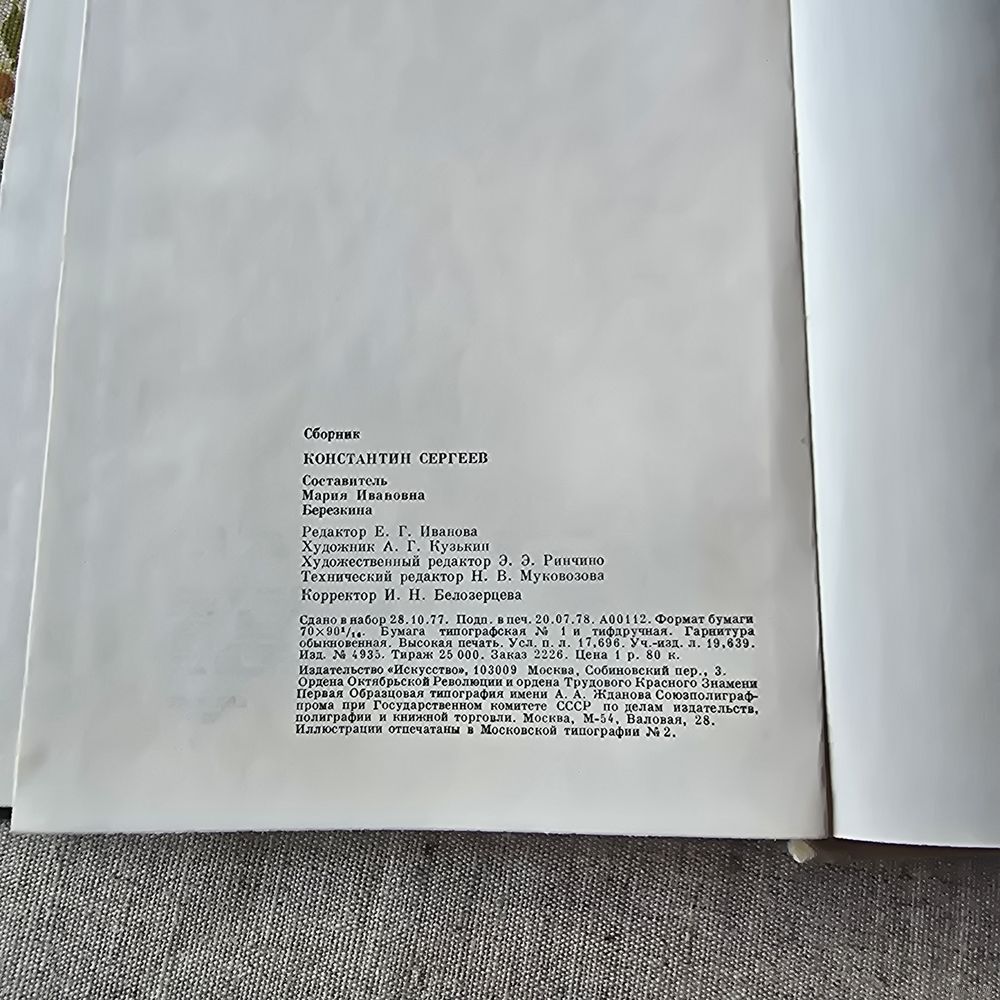 Сборник
КОНСТАНТИН СЕРГЕЕВ
Составитель
Мария Ивановна
Березкина
Редактор Е. Г. Иванова
Художник А. Г. Кузькин
Художественный редактор Э. Э. Ринчино
Технический редактор Н. В. Муковозова
Корректор И. Н. Белозерцева
Сдано в набор 28.10.77. Подп. в печ. 20.07.78. А00112. Формат бумаги
70×90¹/₁₆. Бумага типографская № 1 и тифдручная. Гарнитура
обыкновенная. Высокая печать. Усл. п. л. 17,696. Уч.-изд. л. 19,639.
Изд. № 4935. Тираж 25 000. Заказ 2226. Цена 1 р. 80 к.
Издательство «Искусство», 103009 Москва, Собиновский пер., 3.
Ордена Октябрьской Революции и ордена Трудового Красного Знамени
Первая Образцовая типография имени А. А. Жданова Союзполиграф-
прома при Государственном комитете СССР по делам издательств,
полиграфии и книжной торговли. Москва, М-54, Валовая, 28.
Иллюстрации отпечатаны в Московской типографии № 2.